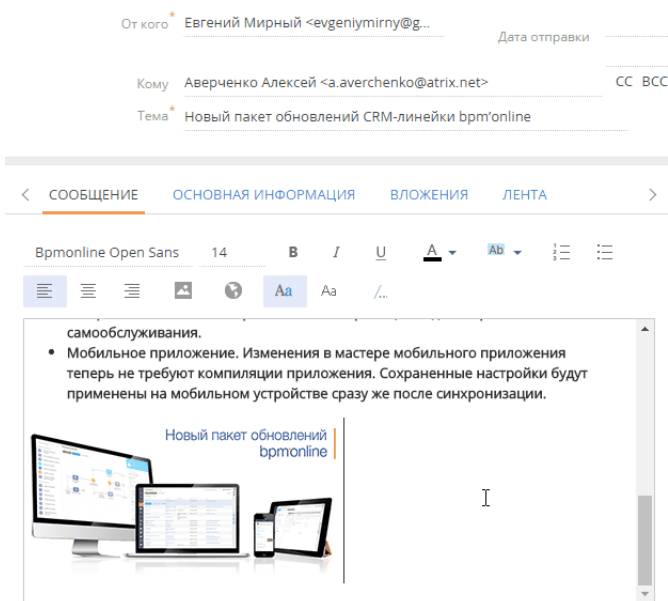 От кого* Евгений Мирный <evgeniymirny@g...
Дата отправки
Кому Аверченко Алексей <a.averchenko@atrix.net> CC BCC
Тема* Новый пакет обновлений CRM-линейки bpm’online
СООБЩЕНИЕ ОСНОВНАЯ ИНФОРМАЦИЯ ВЛОЖЕНИЯ ЛЕНТА
Bpmonline Open Sans 14 B I U A Ab
Aa Aa /...
самообслуживания.
• Мобильное приложение. Изменения в мастере мобильного приложения
теперь не требуют компиляции приложения. Сохраненные настройки будут
применены на мобильном устройстве сразу же после синхронизации.
Новый пакет обновлений
bpmonline